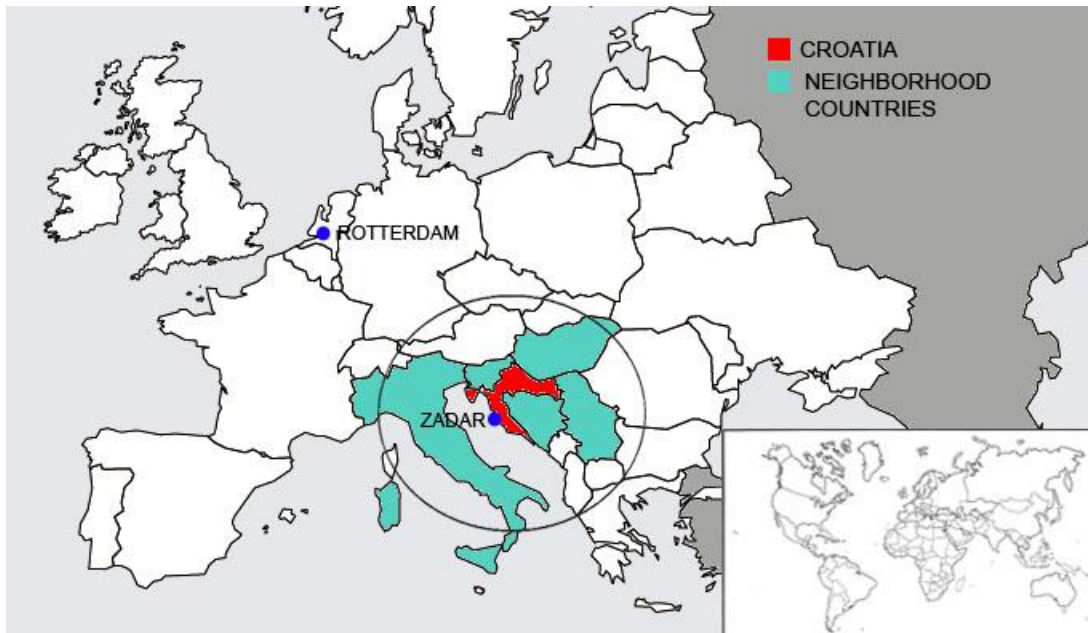 CROATIA
NEIGHBORHOOD
COUNTRIES
ROTTERDAM
ZADAR